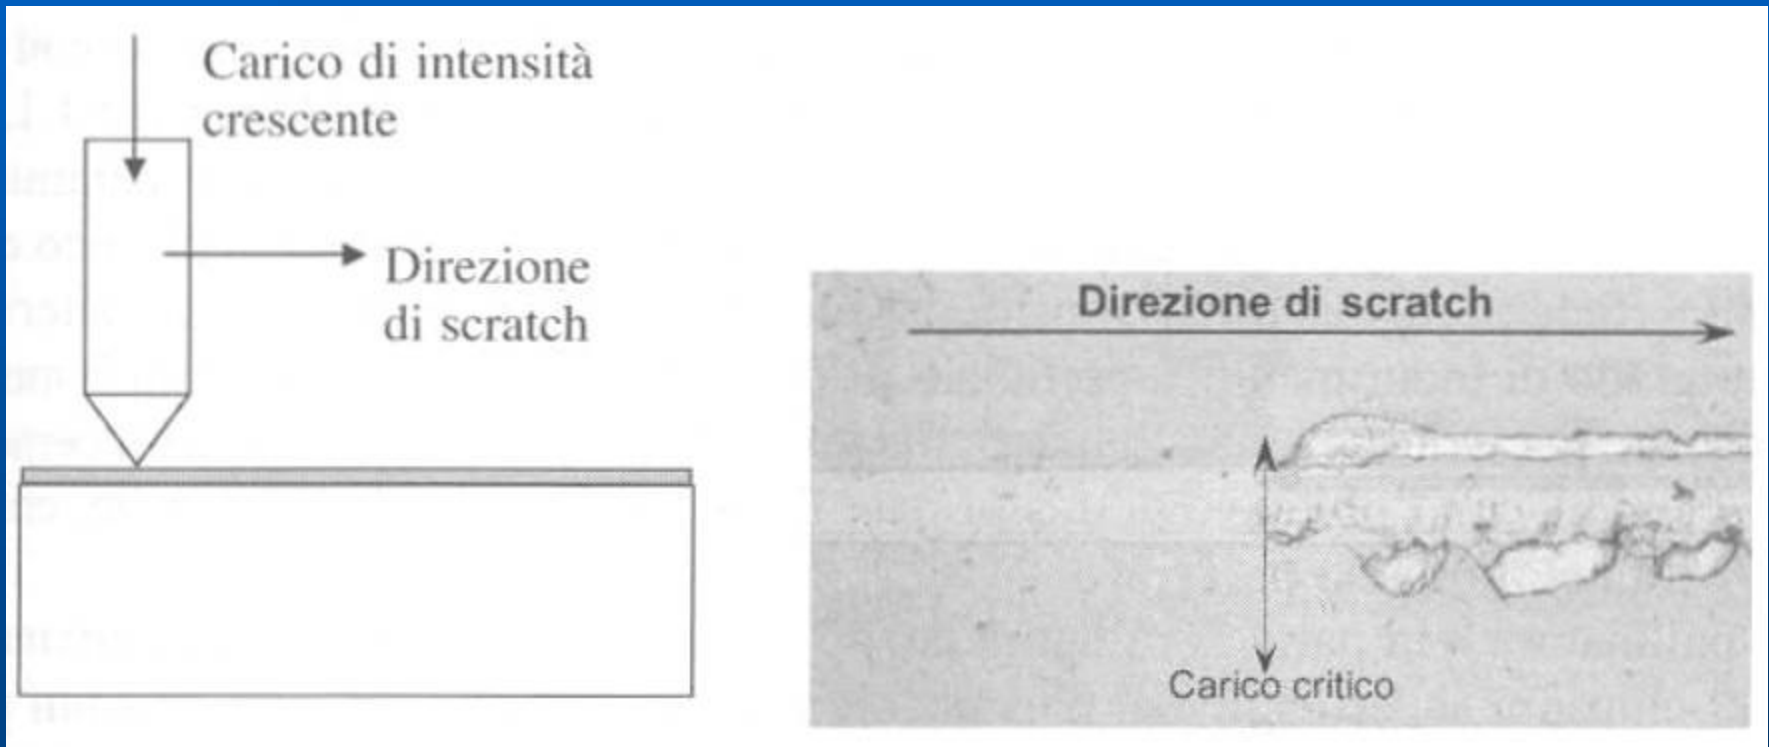 Carico di intensità
crescente
Direzione
di scratch
Direzione di scratch
Carico critico